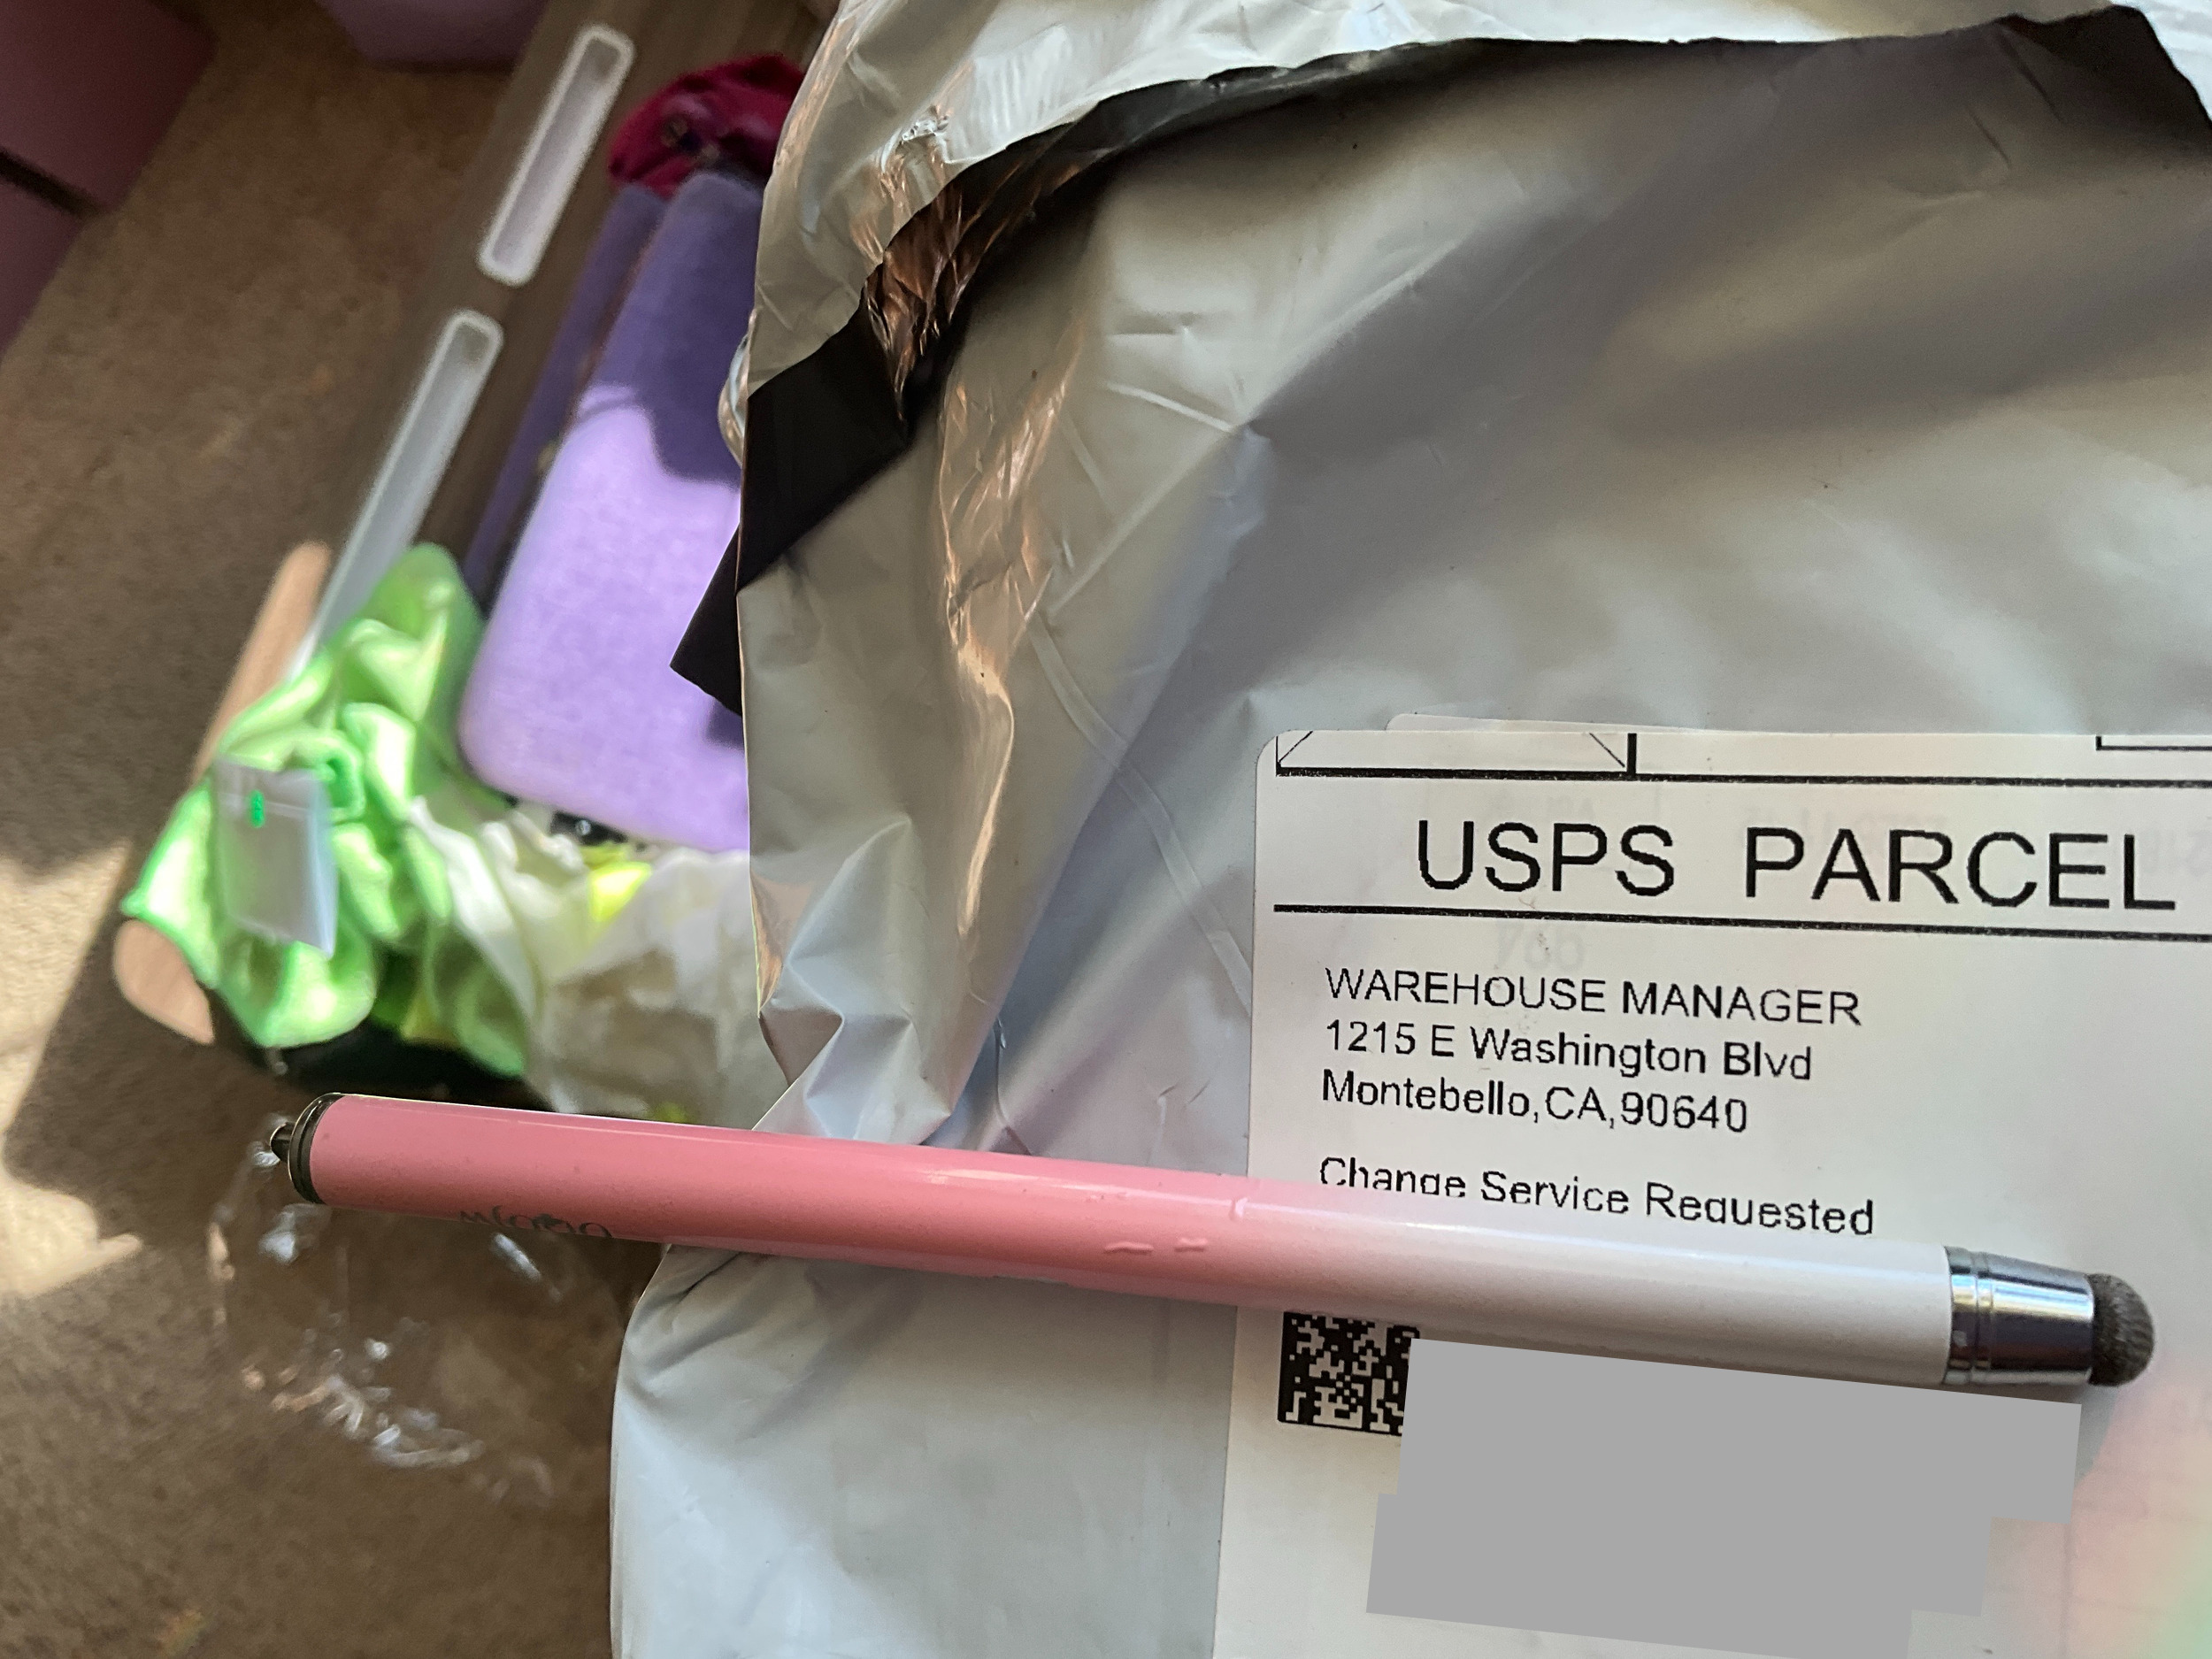 USPS PARCEL
WAREHOUSE MANAGER
1215 E Washington Blvd
Montebello,CA,90640
Change Service Requested